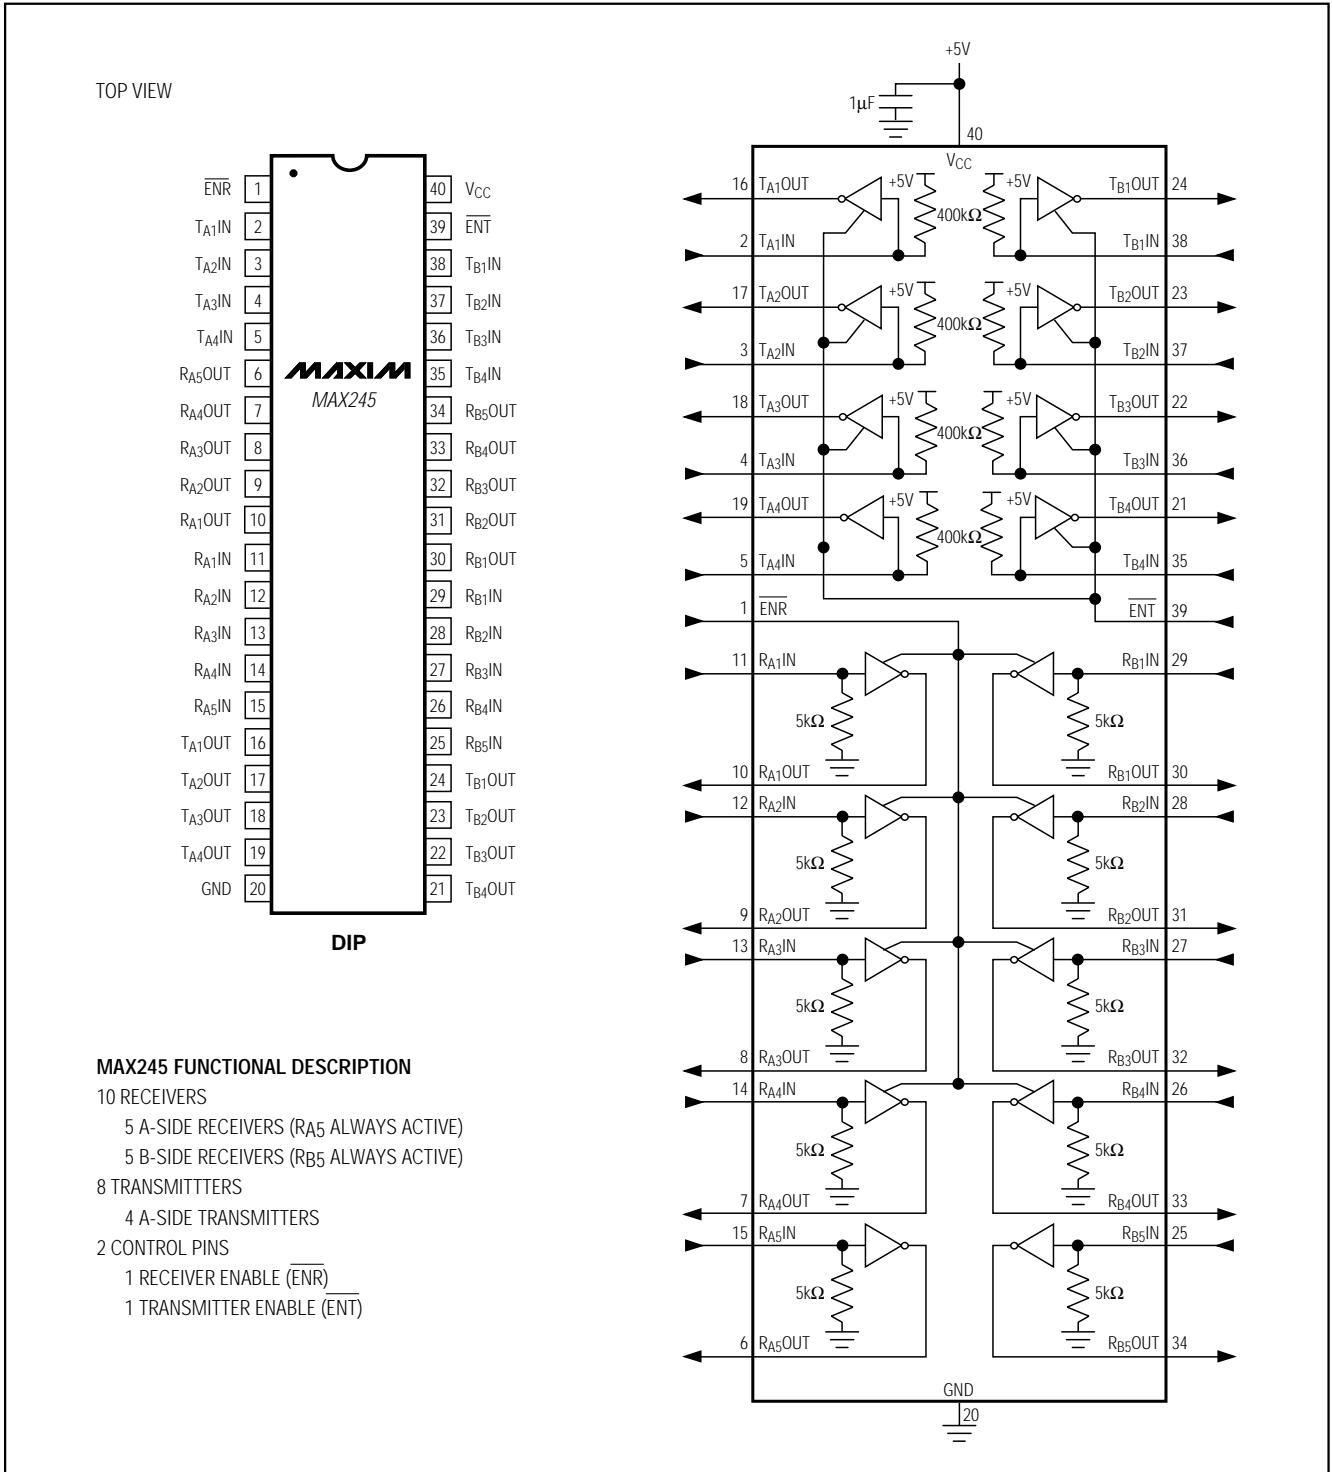 TOP VIEW
ENR 1
TA1IN 2
TA2IN 3
TA3IN 4
TA4IN 5
RA5OUT 6
RA4OUT 7
RA3OUT 8
RA2OUT 9
RA1OUT 10
RA1IN 11
RA2IN 12
RA3IN 13
RA4IN 14
RA5IN 15
TA1OUT 16
TA2OUT 17
TA3OUT 18
TA4OUT 19
GND 20
MAXIM
MAX245
40 VCC
39 ENT
38 TB1IN
37 TB2IN
36 TB3IN
35 TB4IN
34 RB5OUT
33 RB4OUT
32 RB3OUT
31 RB2OUT
30 RB1OUT
29 RB1IN
28 RB2IN
27 RB3IN
26 RB4IN
25 RB5IN
24 TB1OUT
23 TB2OUT
22 TB3OUT
21 TB4OUT
DIP
MAX245 FUNCTIONAL DESCRIPTION
10 RECEIVERS
5 A-SIDE RECEIVERS (RA5 ALWAYS ACTIVE)
5 B-SIDE RECEIVERS (RB5 ALWAYS ACTIVE)
8 TRANSMITTTERS
4 A-SIDE TRANSMITTERS
2 CONTROL PINS
1 RECEIVER ENABLE (ENR)
1 TRANSMITTER ENABLE (ENT)
+5V
1µF
40
VCC
16 TA1OUT +5V +5V TB1OUT 24
400kΩ
2 TA1IN TB1IN 38
17 TA2OUT +5V +5V TB2OUT 23
400kΩ
3 TA2IN TB2IN 37
18 TA3OUT +5V +5V TB3OUT 22
400kΩ
4 TA3IN TB3IN 36
19 TA4OUT +5V +5V TB4OUT 21
400kΩ
5 TA4IN TB4IN 35
1 ENR ENT 39
11 RA1IN RB1IN 29
5kΩ 5kΩ
10 RA1OUT RB1OUT 30
12 RA2IN RB2IN 28
5kΩ 5kΩ
9 RA2OUT RB2OUT 31
13 RA3IN RB3IN 27
5kΩ 5kΩ
8 RA3OUT RB3OUT 32
14 RA4IN RB4IN 26
5kΩ 5kΩ
7 RA4OUT RB4OUT 33
15 RA5IN RB5IN 25
5kΩ 5kΩ
6 RA5OUT RB5OUT 34
GND
20